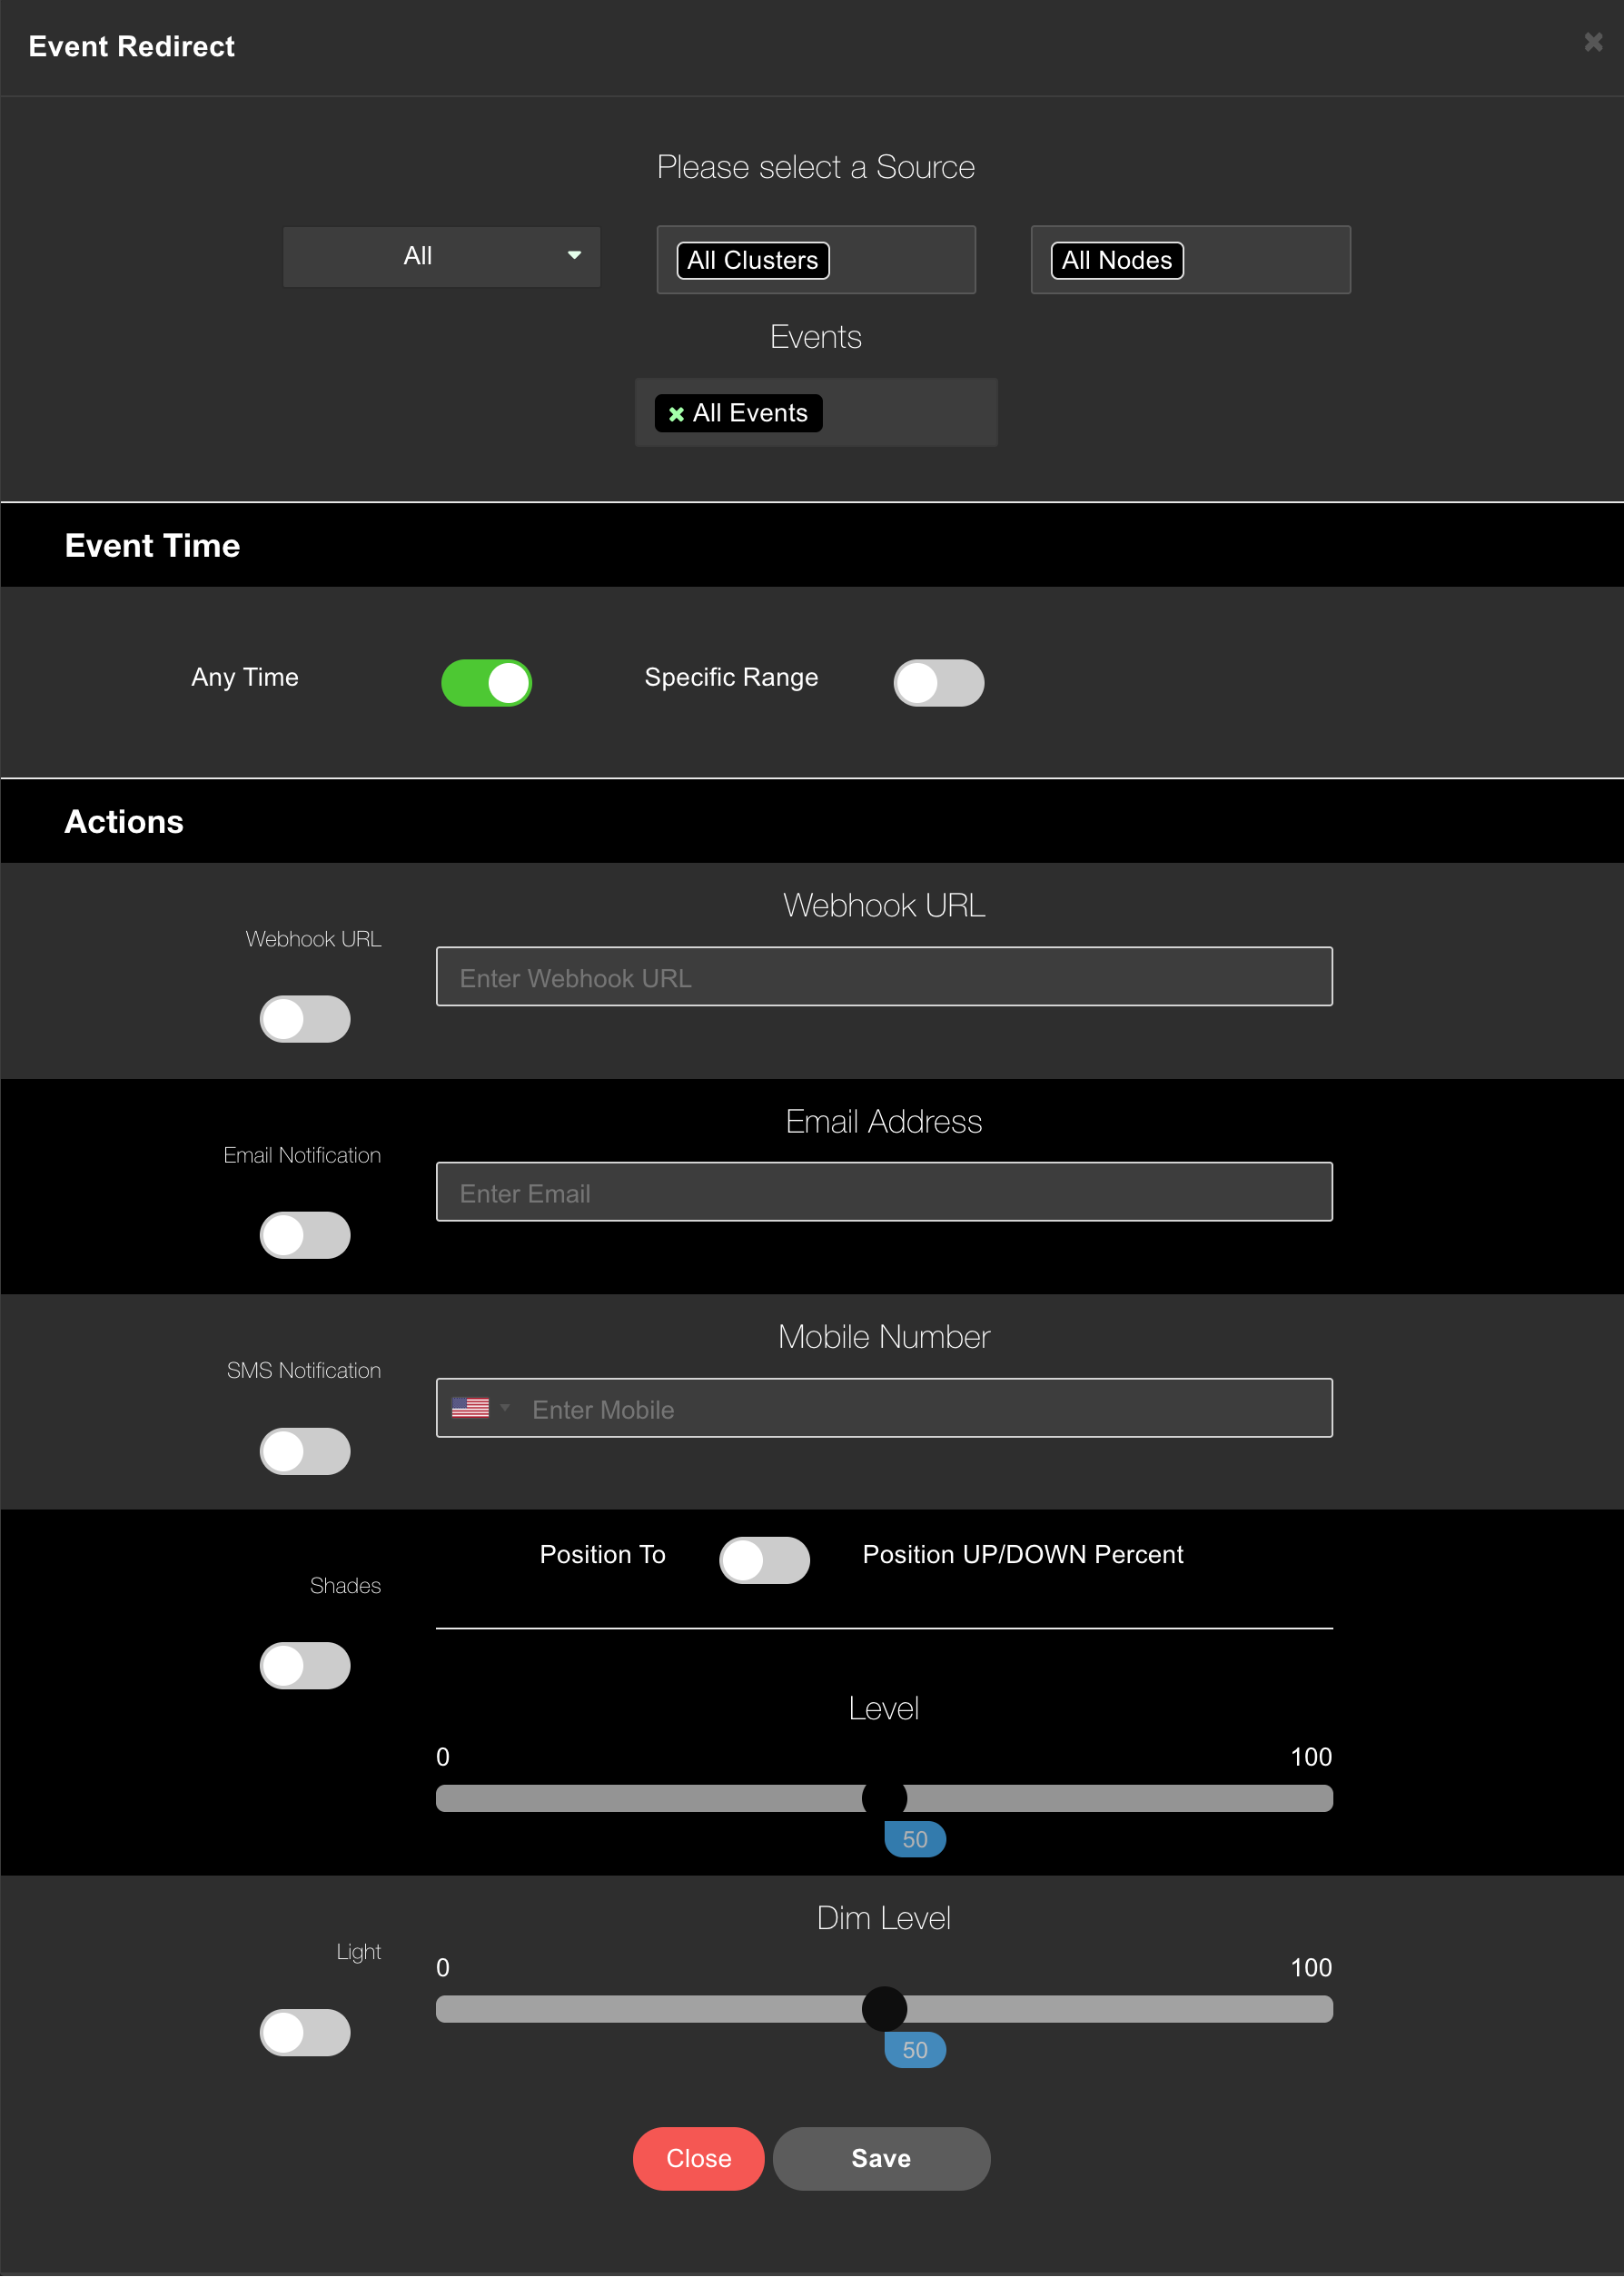 Event Redirect
Please select a Source
All
All Clusters
All Nodes
Events
All Events
Event Time
Any Time
Specific Range
Actions
Webhook URL
Webhook URL
Enter Webhook URL
Email Address
Email Notification
Enter Email
Mobile Number
SMS Notification
Enter Mobile
Position To
Position UP/DOWN Percent
Shades
Level
0
100
50
Dim Level
Light
0
100
50
Close
Save